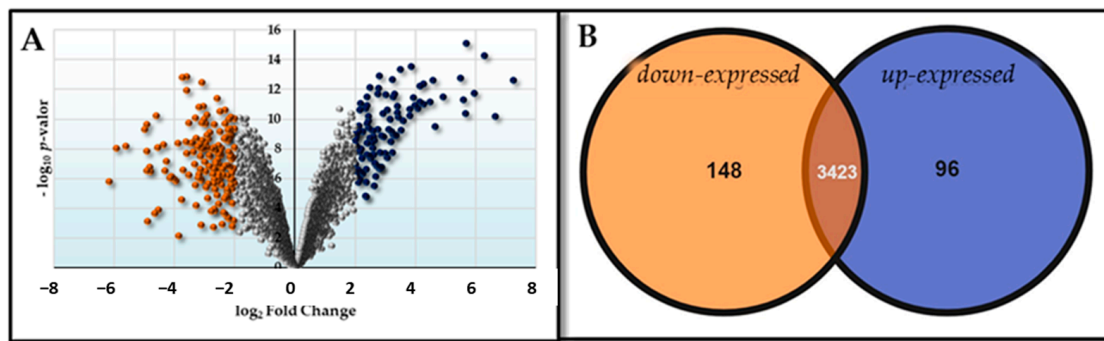 A
16
14
12
10
8
6
4
2
0
- log₁₀ p-valor
−8 −6 −4 −2 0 2 4 6 8
log₂ Fold Change
B
down-expressed up-expressed
148 3423 96